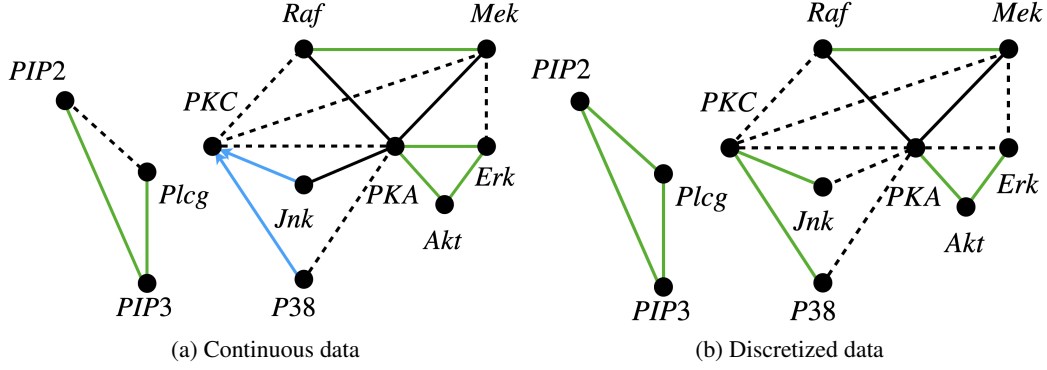 Raf
Mek
PIP2
PKC
Plcg
Jnk
PKA
Erk
Akt
PIP3
P38
(a) Continuous data
Raf
Mek
PIP2
PKC
Plcg
Jnk
PKA
Erk
Akt
PIP3
P38
(b) Discretized data